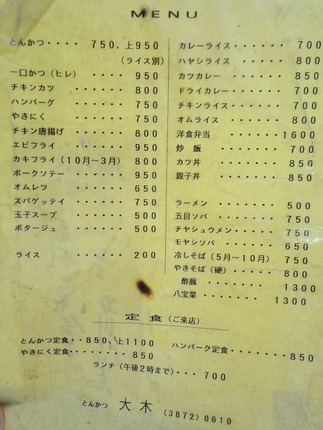 MENU
とんかつ・・・・ 750、上950
(ライス別)
一口かつ（ヒレ） ・・・・ 950
チキンカツ ・・・・・・ 800
ハンバーグ ・・・・・・ 750
やきにく ・・・・・・・ 750
チキン唐揚げ ・・・・・ 800
エビフライ ・・・・・・ 950
カキフライ（10月〜3月） 800
ポークソテー ・・・・・ 950
オムレツ ・・・・・・・ 650
スパゲッティ ・・・・・ 750
玉子スープ ・・・・・・ 500
ポタージュ ・・・・・・ 500
ライス ・・・・・・・・ 200
カレーライス・・・・・・ 700
ハヤシライス ・・・・・ 800
カツカレー ・・・・・・ 850
ドライカレー ・・・・・ 700
チキンライス ・・・・・ 700
オムライス ・・・・・・ 800
洋食弁当 ・・・・・・ 1600
炒 飯 ・・・・・・・・ 700
カツ丼 ・・・・・・・・ 850
親子丼 ・・・・・・・・ 850
ラーメン ・・・・・・・ 500
五目ソバ ・・・・・・・ 750
チャシュウメン ・・・・ 750
モヤシソバ ・・・・・・ 650
冷しそば（5月〜10月） 750
やきそば（硬） ・・・・ 800
酢豚 ・・・・・・・・ 1300
八宝菜 ・・・・・・・ 1300
定 食（ご来店）
とんかつ定食・・850、上1100
ハンバーク定食・・・・・850
やきにく定食・・・・850
ランチ（午後2時まで）・・・700
とんかつ 大木 (3872)0610